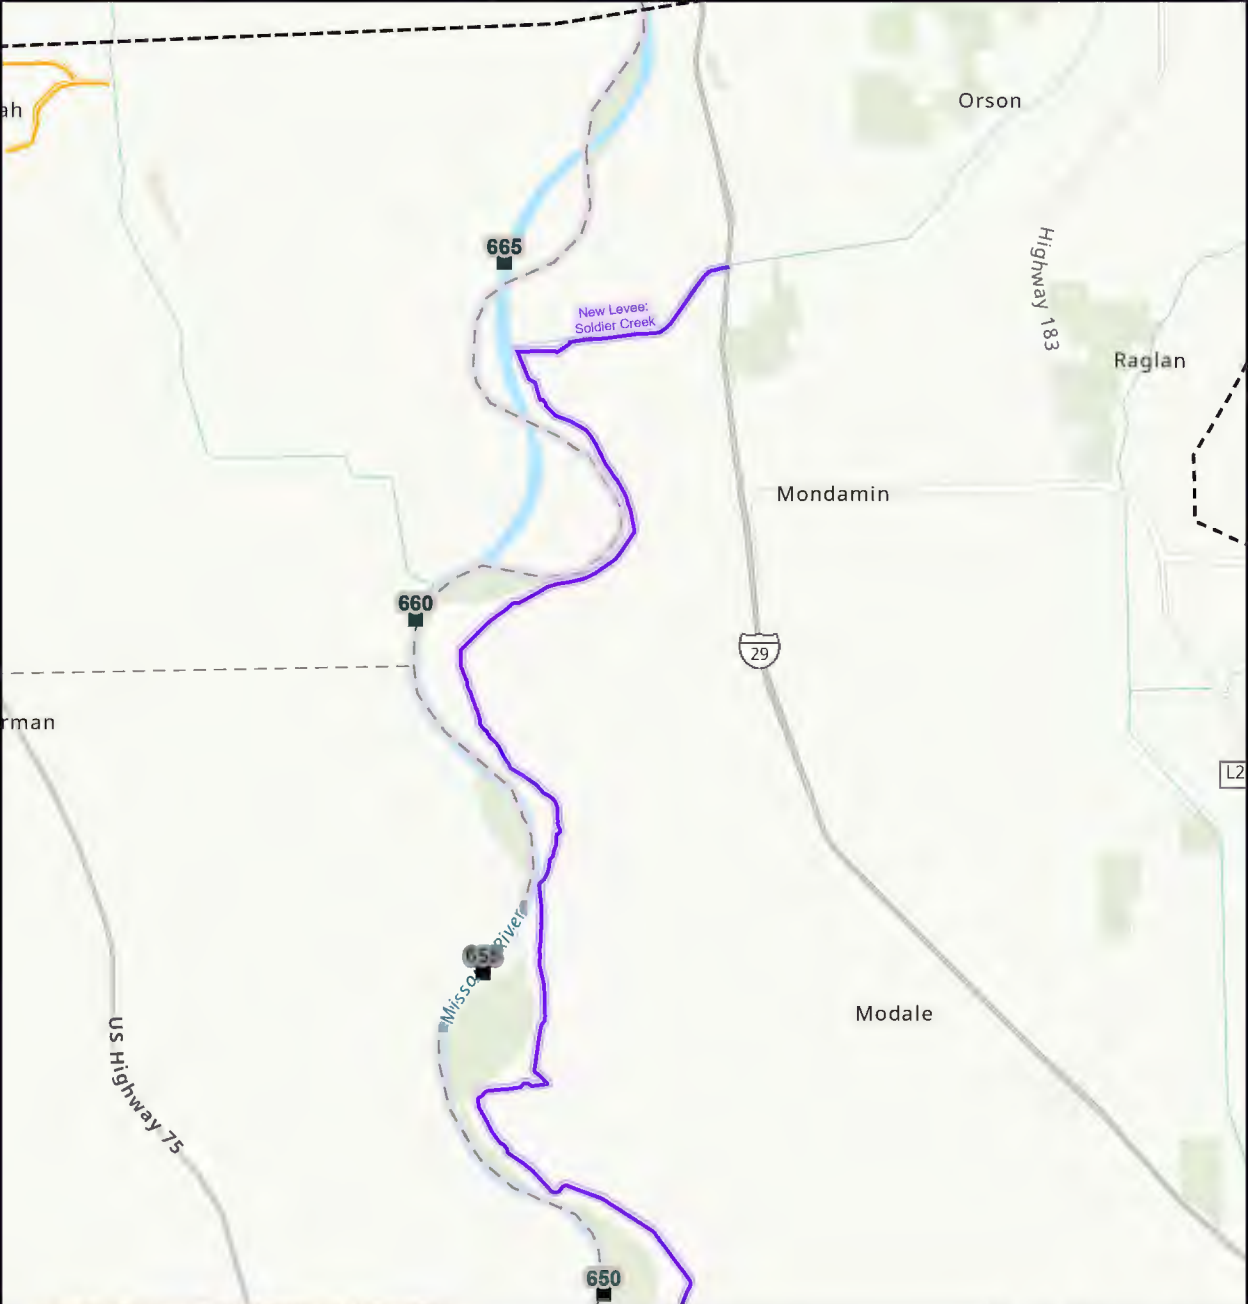 ah
Orson
Highway 183
665
New Levee:
Soldier Creek
Raglan
Mondamin
660
29
rman
L2
Missouri River
655
Modale
US Highway 75
650